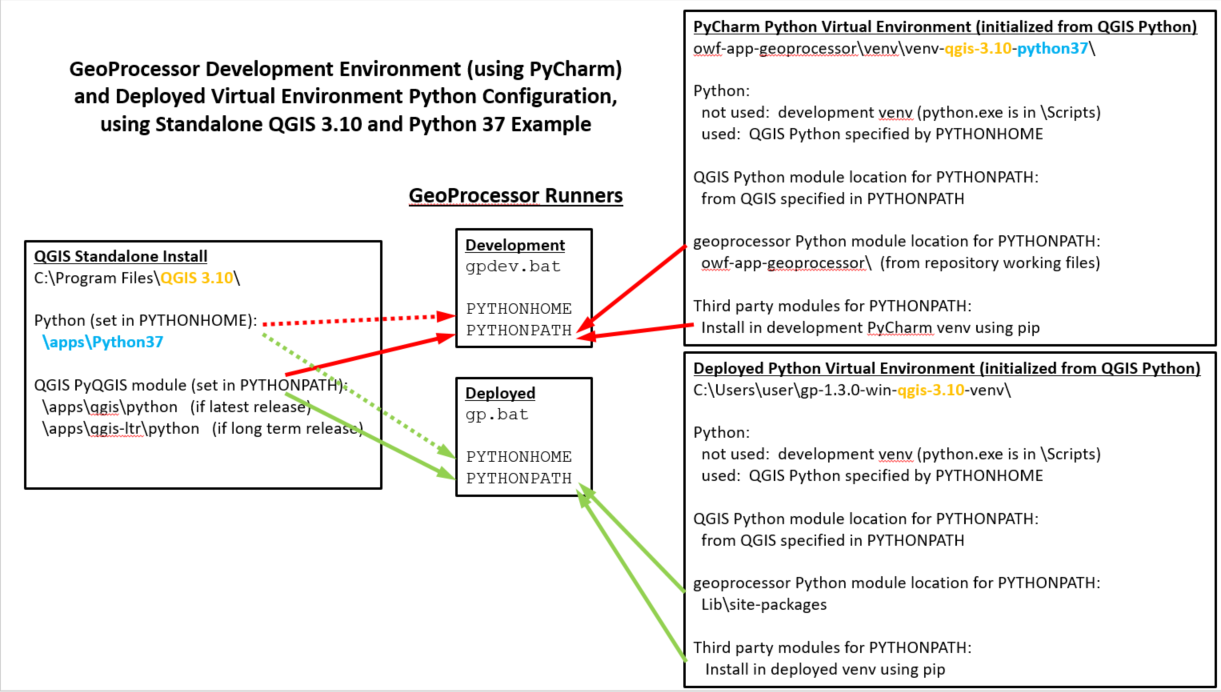 GeoProcessor Development Environment (using PyCharm)
and Deployed Virtual Environment Python Configuration,
using Standalone QGIS 3.10 and Python 37 Example
GeoProcessor Runners
QGIS Standalone Install
C:\Program Files\QGIS 3.10\
Python (set in PYTHONHOME):
\apps\Python37
QGIS PyQGIS module (set in PYTHONPATH):
\apps\qgis\python (if latest release)
\apps\qgis-ltr\python (if long term release)
Development
gpdev.bat
PYTHONHOME
PYTHONPATH
Deployed
gp.bat
PYTHONHOME
PYTHONPATH
PyCharm Python Virtual Environment (initialized from QGIS Python)
owf-app-geoprocessor\venv\venv-qgis-3.10-python37\
Python:
not used: development venv (python.exe is in \Scripts)
used: QGIS Python specified by PYTHONHOME
QGIS Python module location for PYTHONPATH:
from QGIS specified in PYTHONPATH
geoprocessor Python module location for PYTHONPATH:
owf-app-geoprocessor\ (from repository working files)
Third party modules for PYTHONPATH:
Install in development PyCharm venv using pip
Deployed Python Virtual Environment (initialized from QGIS Python)
C:\Users\user\gp-1.3.0-win-qgis-3.10-venv\
Python:
not used: development venv (python.exe is in \Scripts)
used: QGIS Python specified by PYTHONHOME
QGIS Python module location for PYTHONPATH:
from QGIS specified in PYTHONPATH
geoprocessor Python module location for PYTHONPATH:
Lib\site-packages
Third party modules for PYTHONPATH:
Install in deployed venv using pip